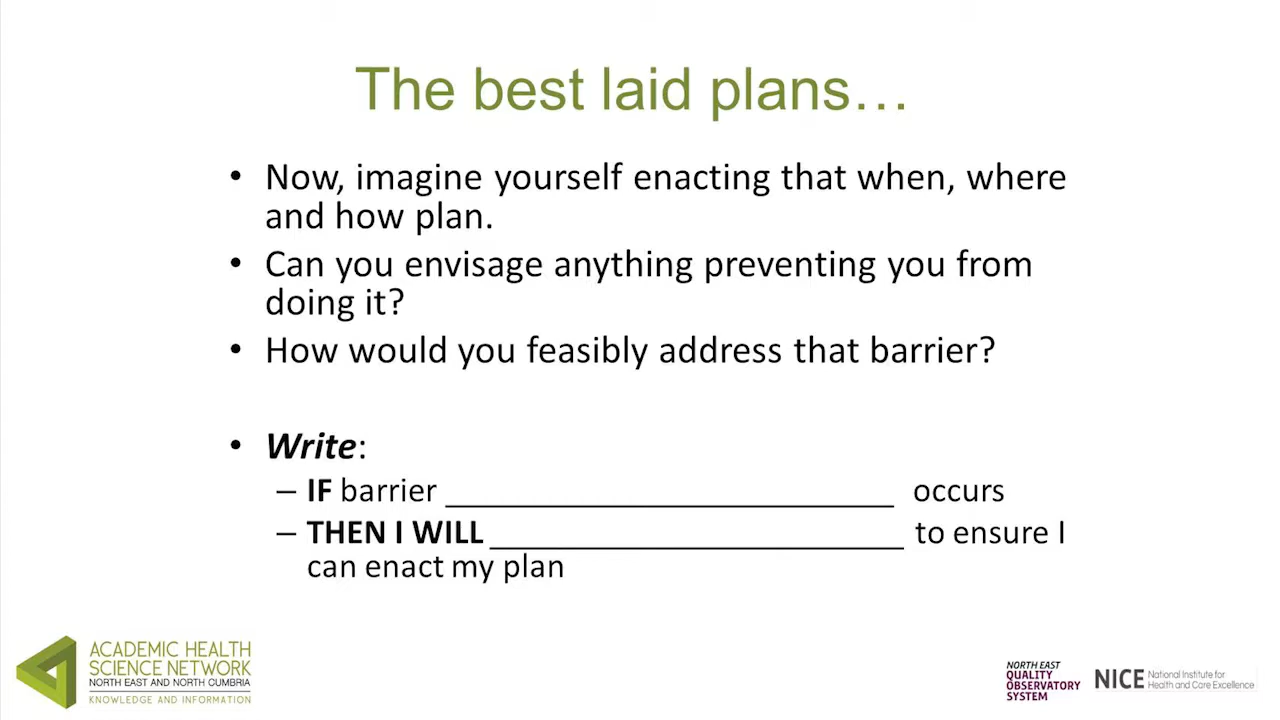 The best laid plans…
• Now, imagine yourself enacting that when, where
and how plan.
• Can you envisage anything preventing you from
doing it?
• How would you feasibly address that barrier?
• Write:
– IF barrier ____________________________ occurs
– THEN I WILL __________________________ to ensure I
can enact my plan
ACADEMIC HEALTH
SCIENCE NETWORK
NORTH EAST AND NORTH CUMBRIA
KNOWLEDGE AND INFORMATION
NORTH EAST
QUALITY
OBSERVATORY
SYSTEM
NICE National Institute for
Health and Care Excellence